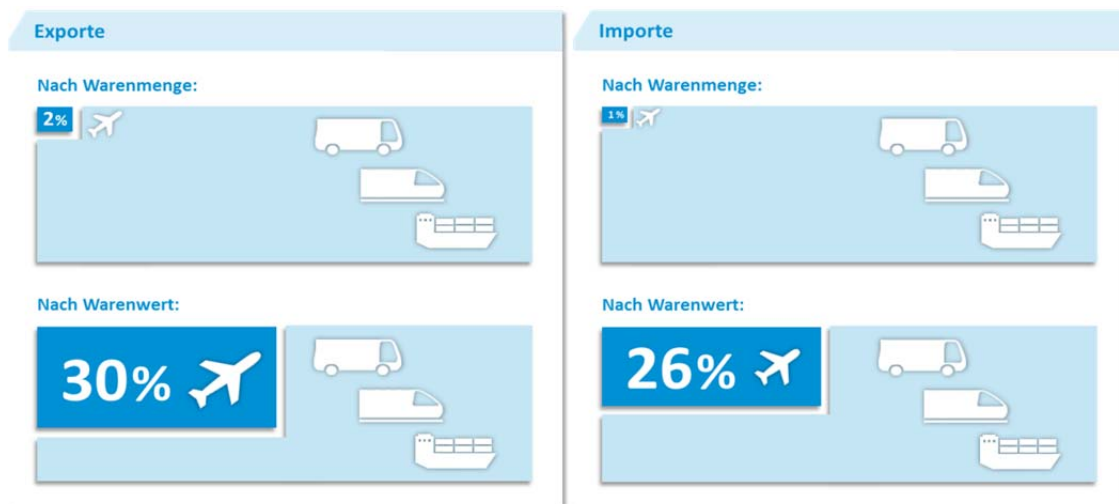 Exporte
Nach Warenmenge:
2%
Nach Warenwert:
30%
Importe
Nach Warenmenge:
1%
Nach Warenwert:
26%